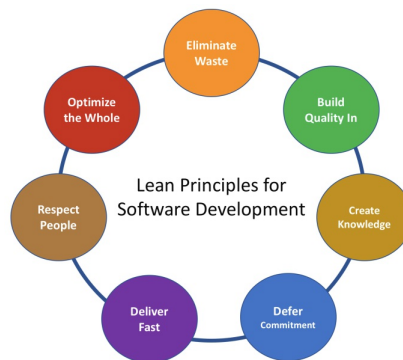 Eliminate
Waste
Build
Quality In
Create
Knowledge
Defer
Commitment
Deliver
Fast
Respect
People
Optimize
the Whole
Lean Principles for
Software Development